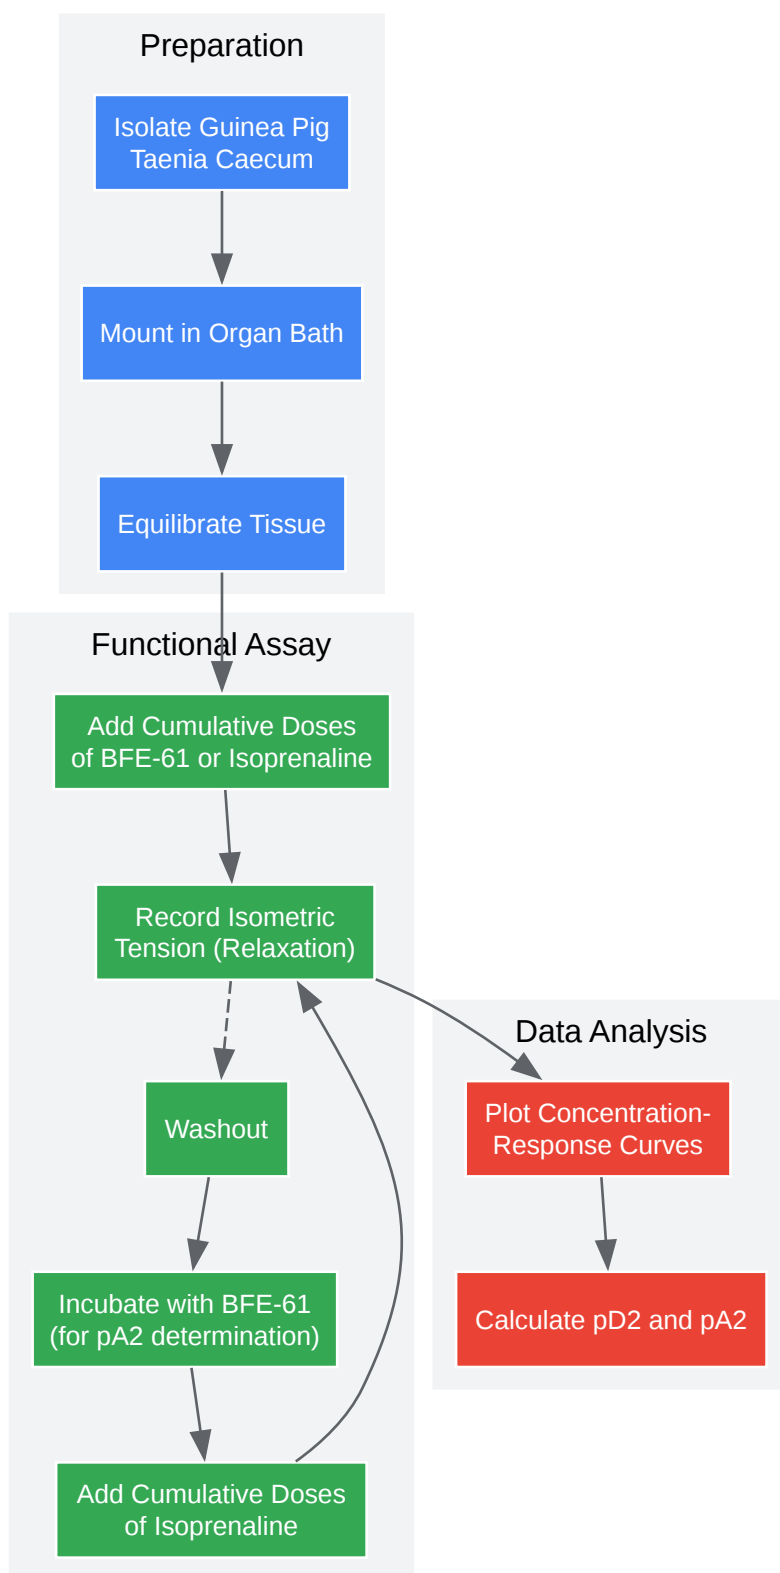 Preparation
Isolate Guinea Pig
Taenia Caecum
Mount in Organ Bath
Equilibrate Tissue
Functional Assay
Add Cumulative Doses
of BFE-61 or Isoprenaline
Record Isometric
Tension (Relaxation)
Washout
Incubate with BFE-61
(for pA2 determination)
Add Cumulative Doses
of Isoprenaline
Data Analysis
Plot Concentration-
Response Curves
Calculate pD2 and pA2